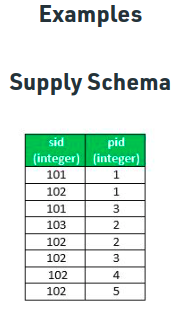 Examples
Supply Schema
sid pid
(integer) (integer)
101 1
102 1
101 3
103 2
102 2
102 3
102 4
102 5